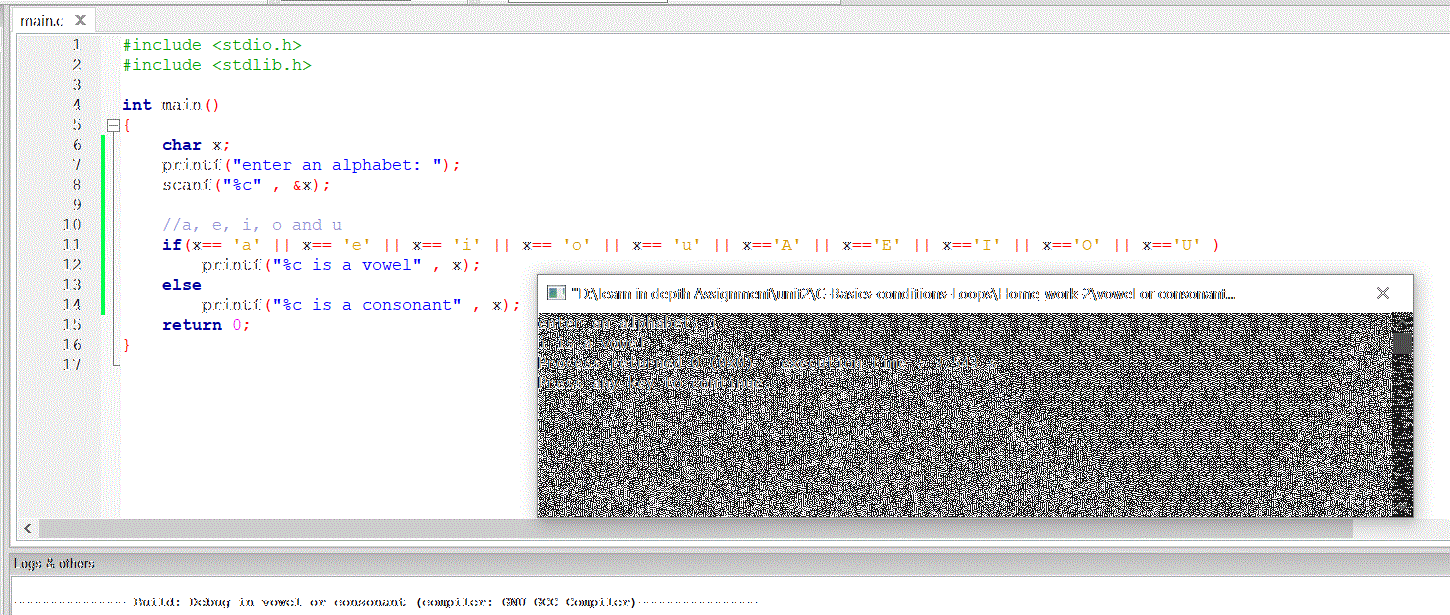 main.c
1 #include <stdio.h>
2 #include <stdlib.h>
3
4 int main()
5 {
6 char x;
7 printf("enter an alphabet: ");
8 scanf("%c" , &x);
9
10 //a, e, i, o and u
11 if(x== 'a' || x== 'e' || x== 'i' || x== 'o' || x== 'u' || x=='A' || x=='E' || x=='I' || x=='O' || x=='U' )
12 printf("%c is a vowel" , x);
13 else
14 printf("%c is a consonant" , x);
15 return 0;
16 }
17
"D:\learn in depth Assignment\unit2\C Basics conditions Loops\Home work 2\vowel or consonant...
Logs & others
Build: Debug in vowel or consonant (compiler: GNU GCC Compiler)